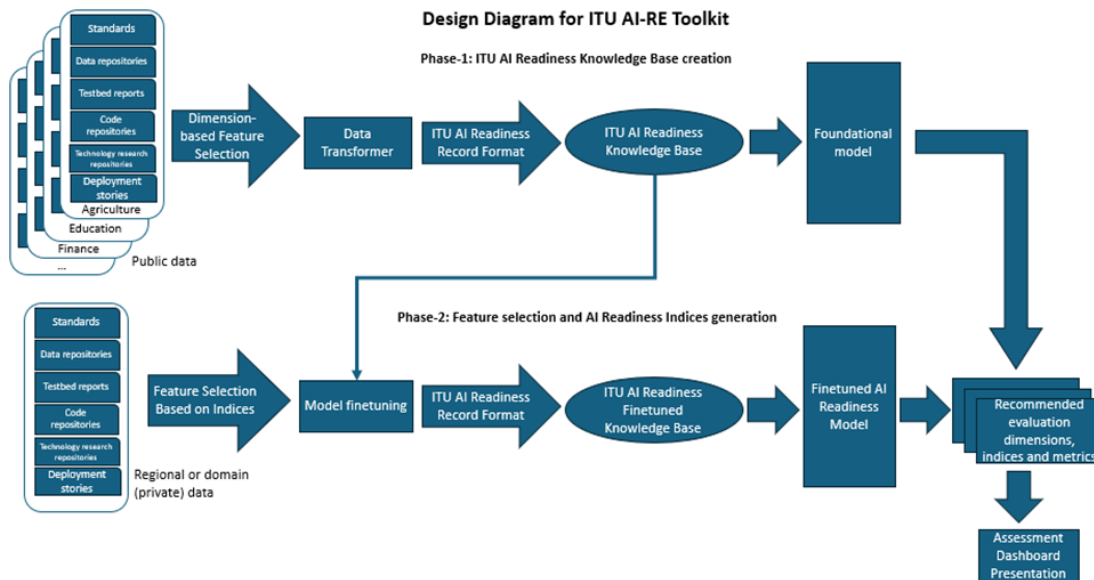 Design Diagram for ITU AI-RE Toolkit
Phase-1: ITU AI Readiness Knowledge Base creation
Standards
Data repositories
Testbed reports
Code
repositories
Technology research
repositories
Deployment
stories
Agriculture
Education
Finance
...
Public data
Dimension-
based Feature
Selection
Data
Transformer
ITU AI Readiness
Record Format
ITU AI Readiness
Knowledge Base
Foundational
model
Phase-2: Feature selection and AI Readiness Indices generation
Standards
Data repositories
Testbed reports
Code
repositories
Technology research
repositories
Deployment
stories
Regional or domain
(private) data
Feature Selection
Based on Indices
Model finetuning
ITU AI Readiness
Record Format
ITU AI Readiness
Finetuned
Knowledge Base
Finetuned AI
Readiness
Model
Recommended
evaluation
dimensions,
indices and metrics
Assessment
Dashboard
Presentation